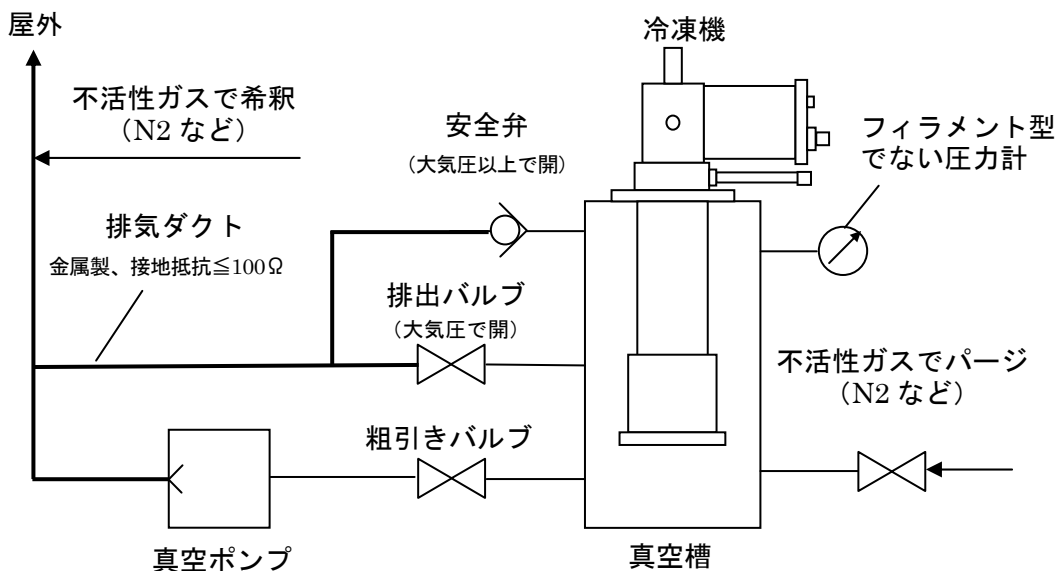 屋外
冷凍機
不活性ガスで希釈
(N2 など)
安全弁
(大気圧以上で開)
フィラメント型
でない圧力計
排気ダクト
金属製、接地抵抗≦100Ω
排出バルブ
(大気圧で開)
不活性ガスでパージ
(N2 など)
粗引きバルブ
真空ポンプ
真空槽